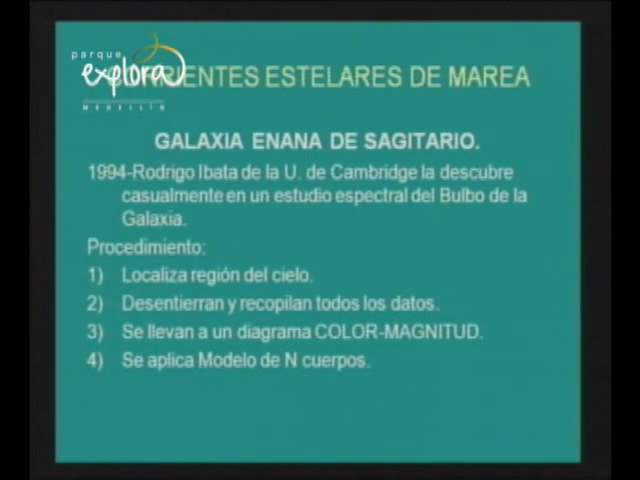 parque
explora
MEDELLÍN
RRIENTES ESTELARES DE MAREA
GALAXIA ENANA DE SAGITARIO.
1994-Rodrigo Ibata de la U. de Cambridge la descubre
casualmente en un estudio espectral del Bulbo de la
Galaxia.
Procedimiento:
1) Localiza región del cielo.
2) Desentierran y recopilan todos los datos.
3) Se llevan a un diagrama COLOR-MAGNITUD.
4) Se aplica Modelo de N cuerpos.